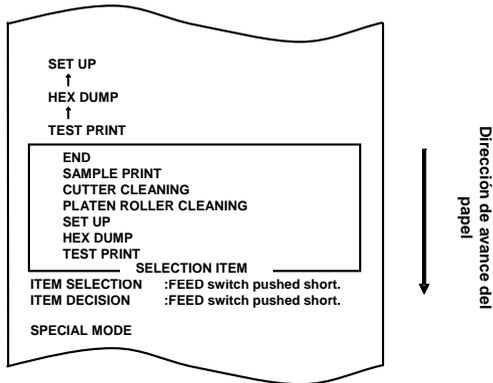 SET UP
↑
HEX DUMP
↑
TEST PRINT
END
SAMPLE PRINT
CUTTER CLEANING
PLATEN ROLLER CLEANING
SET UP
HEX DUMP
TEST PRINT
SELECTION ITEM
ITEM SELECTION :FEED switch pushed short.
ITEM DECISION :FEED switch pushed short.
SPECIAL MODE
Dirección de avance del
papel